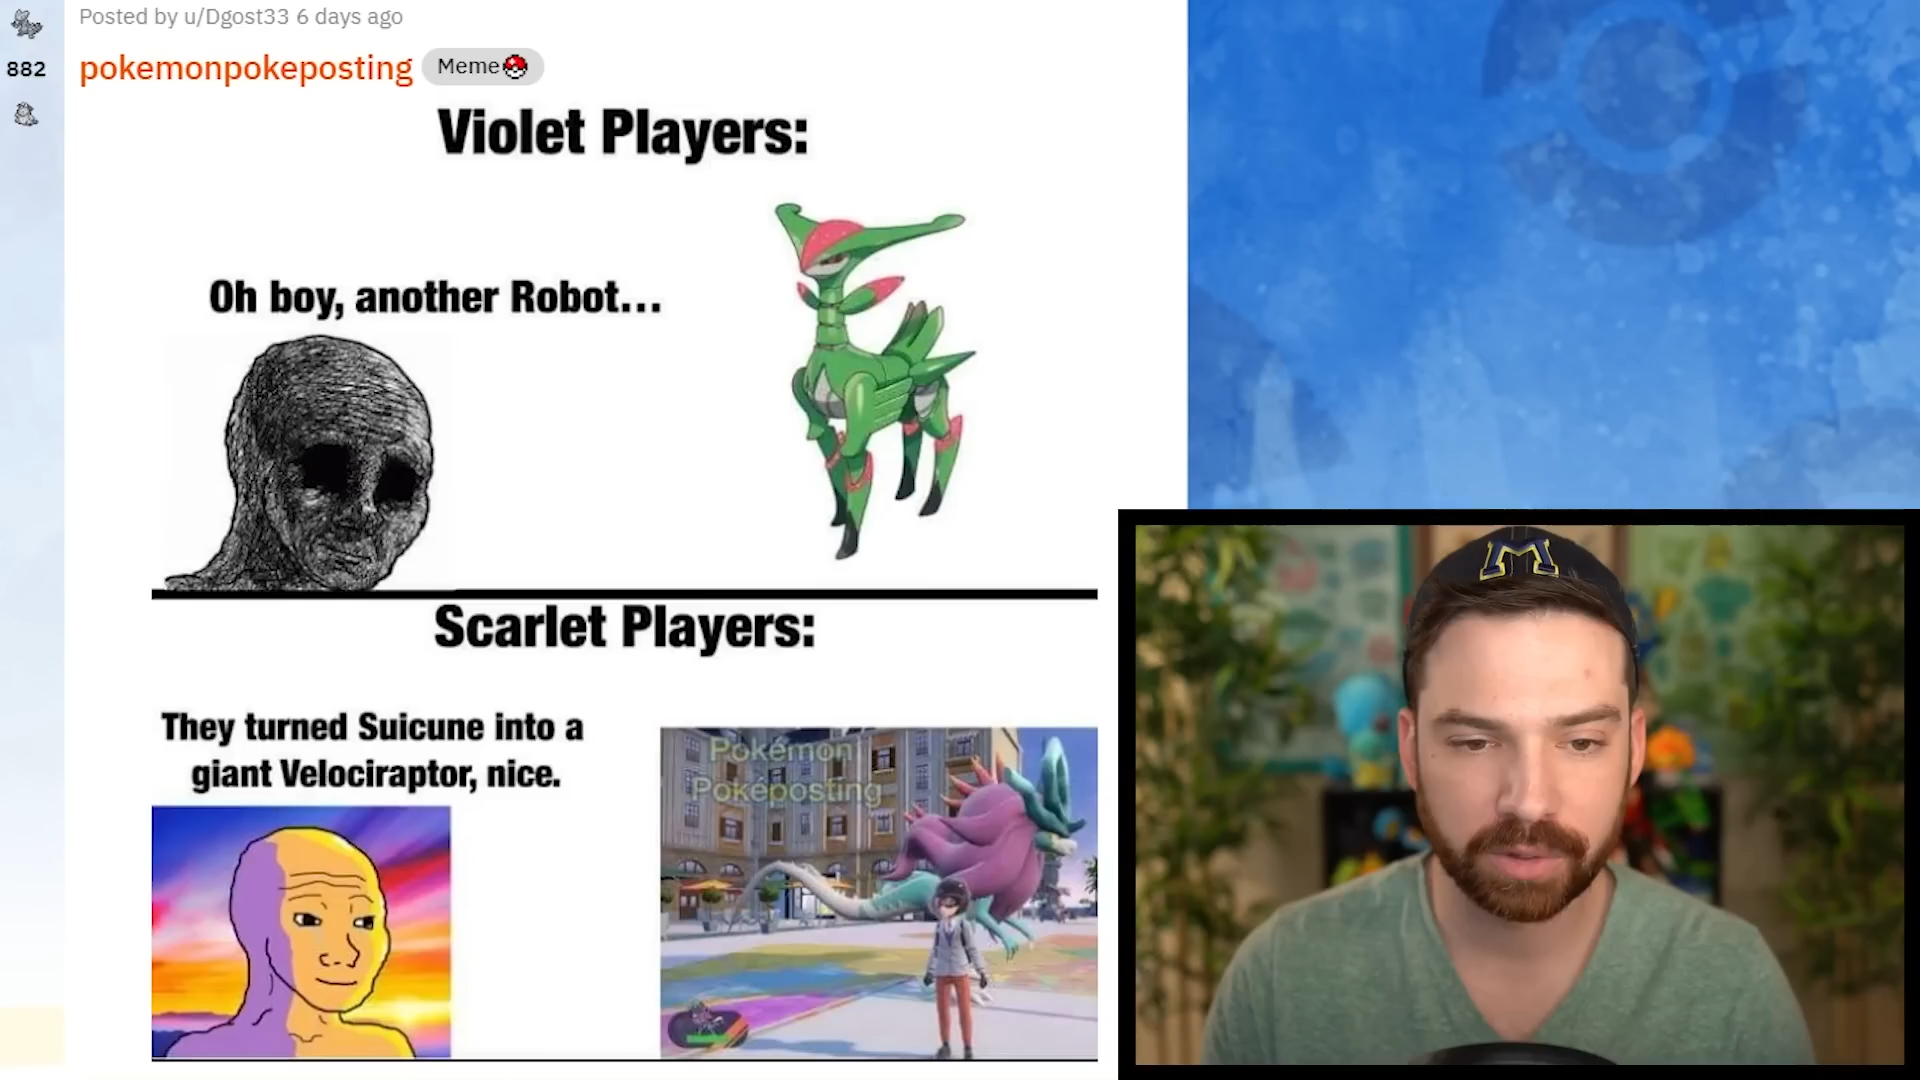 Posted by u/Dgost33 6 days ago
882
pokemonpokeposting Meme
Violet Players:
Oh boy, another Robot...
Scarlet Players:
They turned Suicune into a
giant Velociraptor, nice.
Pokémon
Poképosting
M